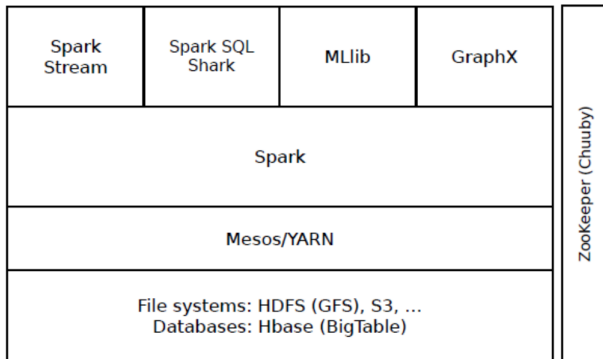 Spark
Stream
Spark SQL
Shark
MLlib
GraphX
Spark
Mesos/YARN
File systems: HDFS (GFS), S3, ...
Databases: Hbase (BigTable)
ZooKeeper (Chuuby)